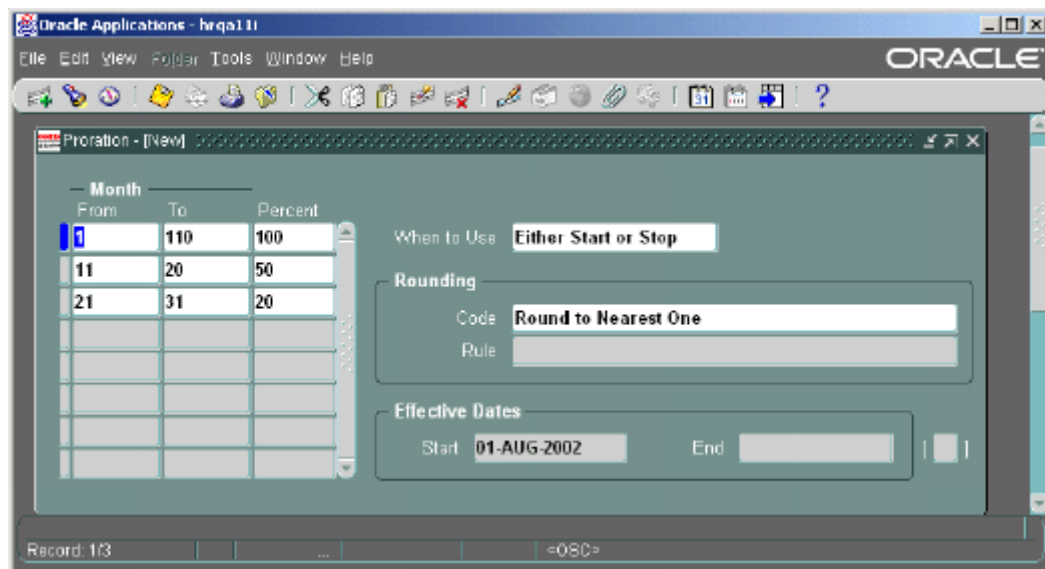 Oracle Applications - hrqa11i
File Edit View Folder Tools Window Help
ORACLE
31 ?
Proration - [New]
Month
From To Percent
1 110 100
11 20 50
21 31 20
When to Use Either Start or Stop
Rounding
Code Round to Nearest One
Rule
Effective Dates
Start 01-AUG-2002 End [ ]
Record: 1/3 ... <OSC>